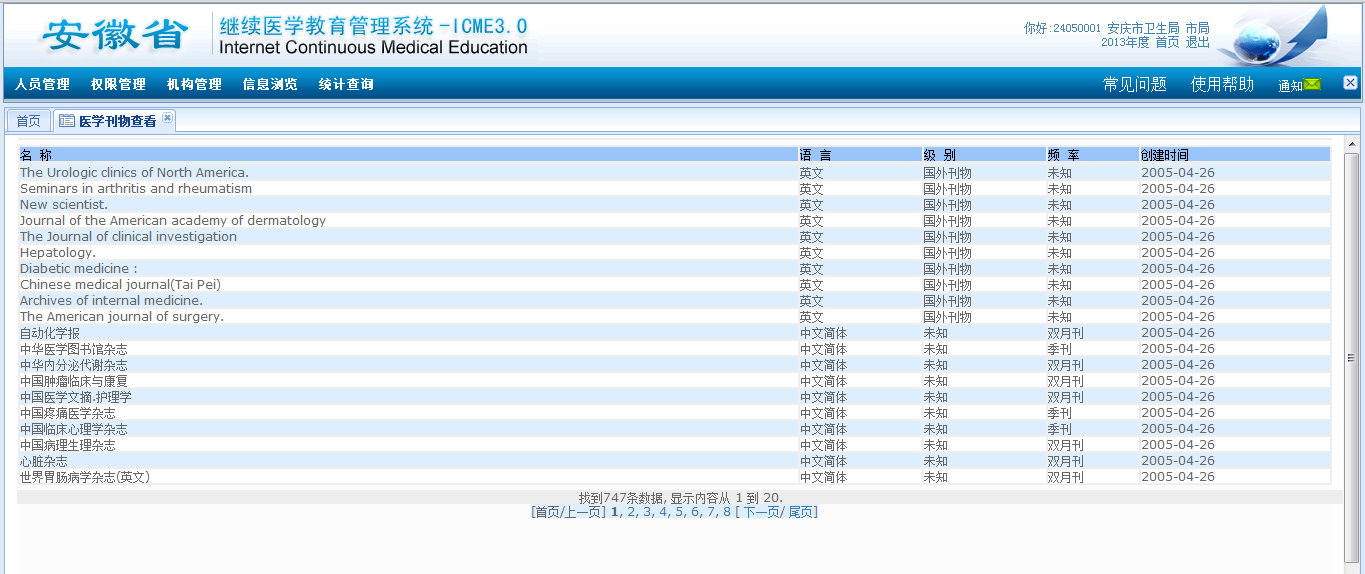 安徽省 继续医学教育管理系统-ICME3.0
Internet Continuous Medical Education
你好:24050001 安庆市卫生局 市局
2013年度 首页 退出
人员管理 权限管理 机构管理 信息浏览 统计查询 常见问题 使用帮助 通知
首页 医学刊物查看
名 称 语 言 级 别 频 率 创建时间
The Urologic clinics of North America. 英文 国外刊物 未知 2005-04-26
Seminars in arthritis and rheumatism 英文 国外刊物 未知 2005-04-26
New scientist. 英文 国外刊物 未知 2005-04-26
Journal of the American academy of dermatology 英文 国外刊物 未知 2005-04-26
The Journal of clinical investigation 英文 国外刊物 未知 2005-04-26
Hepatology. 英文 国外刊物 未知 2005-04-26
Diabetic medicine : 英文 国外刊物 未知 2005-04-26
Chinese medical journal(Tai Pei) 英文 国外刊物 未知 2005-04-26
Archives of internal medicine. 英文 国外刊物 未知 2005-04-26
The American journal of surgery. 英文 国外刊物 未知 2005-04-26
自动化学报 中文简体 未知 双月刊 2005-04-26
中华医学图书馆杂志 中文简体 未知 季刊 2005-04-26
中华内分泌代谢杂志 中文简体 未知 双月刊 2005-04-26
中国肿瘤临床与康复 中文简体 未知 双月刊 2005-04-26
中国医学文摘.护理学 中文简体 未知 双月刊 2005-04-26
中国疼痛医学杂志 中文简体 未知 季刊 2005-04-26
中国临床心理学杂志 中文简体 未知 季刊 2005-04-26
中国病理生理杂志 中文简体 未知 双月刊 2005-04-26
心脏杂志 中文简体 未知 双月刊 2005-04-26
世界胃肠病学杂志(英文) 中文简体 未知 双月刊 2005-04-26
找到747条数据, 显示内容从 1 到 20.
[首页/上一页] 1, 2, 3, 4, 5, 6, 7, 8 [ 下一页/ 尾页]